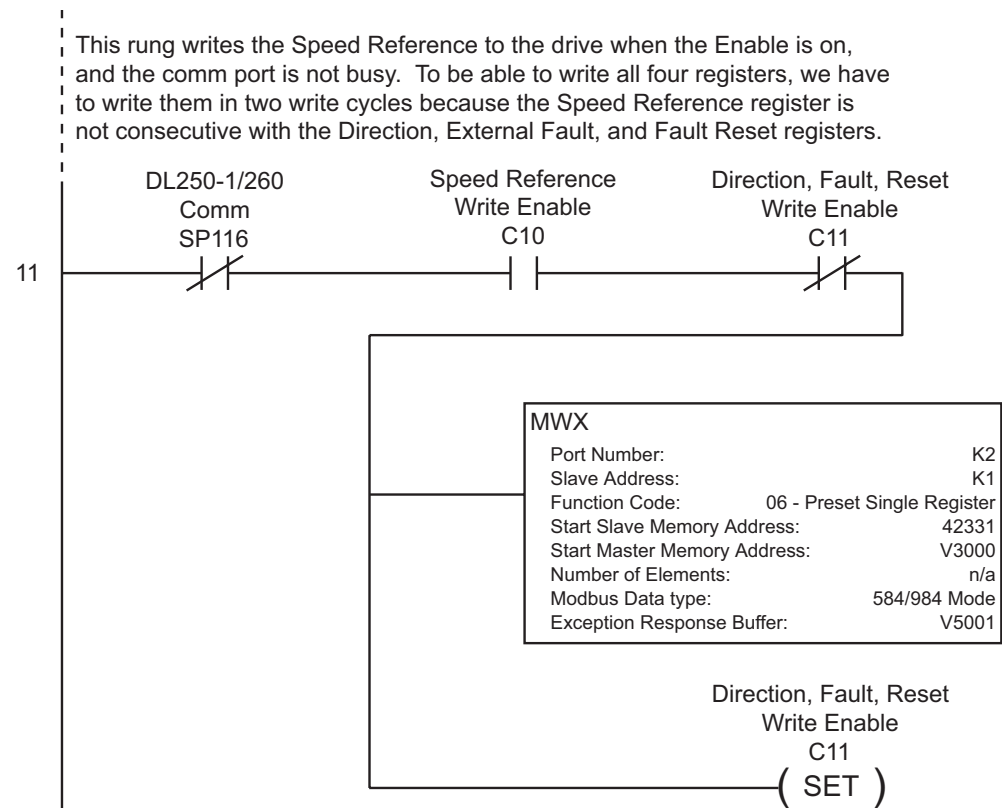 This rung writes the Speed Reference to the drive when the Enable is on,
and the comm port is not busy. To be able to write all four registers, we have
to write them in two write cycles because the Speed Reference register is
not consecutive with the Direction, External Fault, and Fault Reset registers.
DL250-1/260
Comm
SP116
Speed Reference
Write Enable
C10
Direction, Fault, Reset
Write Enable
C11
11
MWX
Port Number: K2
Slave Address: K1
Function Code: 06 - Preset Single Register
Start Slave Memory Address: 42331
Start Master Memory Address: V3000
Number of Elements: n/a
Modbus Data type: 584/984 Mode
Exception Response Buffer: V5001
Direction, Fault, Reset
Write Enable
C11
( SET )